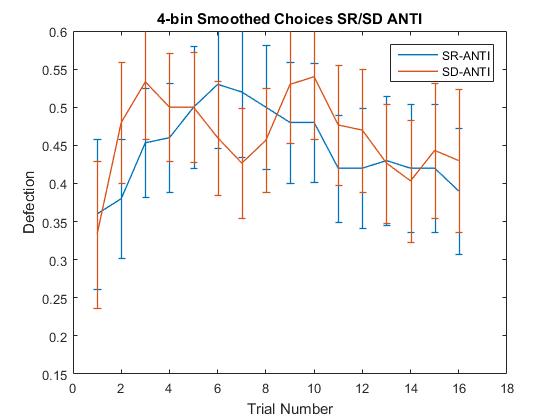 4-bin Smoothed Choices SR/SD ANTI
SR-ANTI
SD-ANTI
Defection
0.6
0.55
0.5
0.45
0.4
0.35
0.3
0.25
0.2
0.15
0 2 4 6 8 10 12 14 16 18
Trial Number